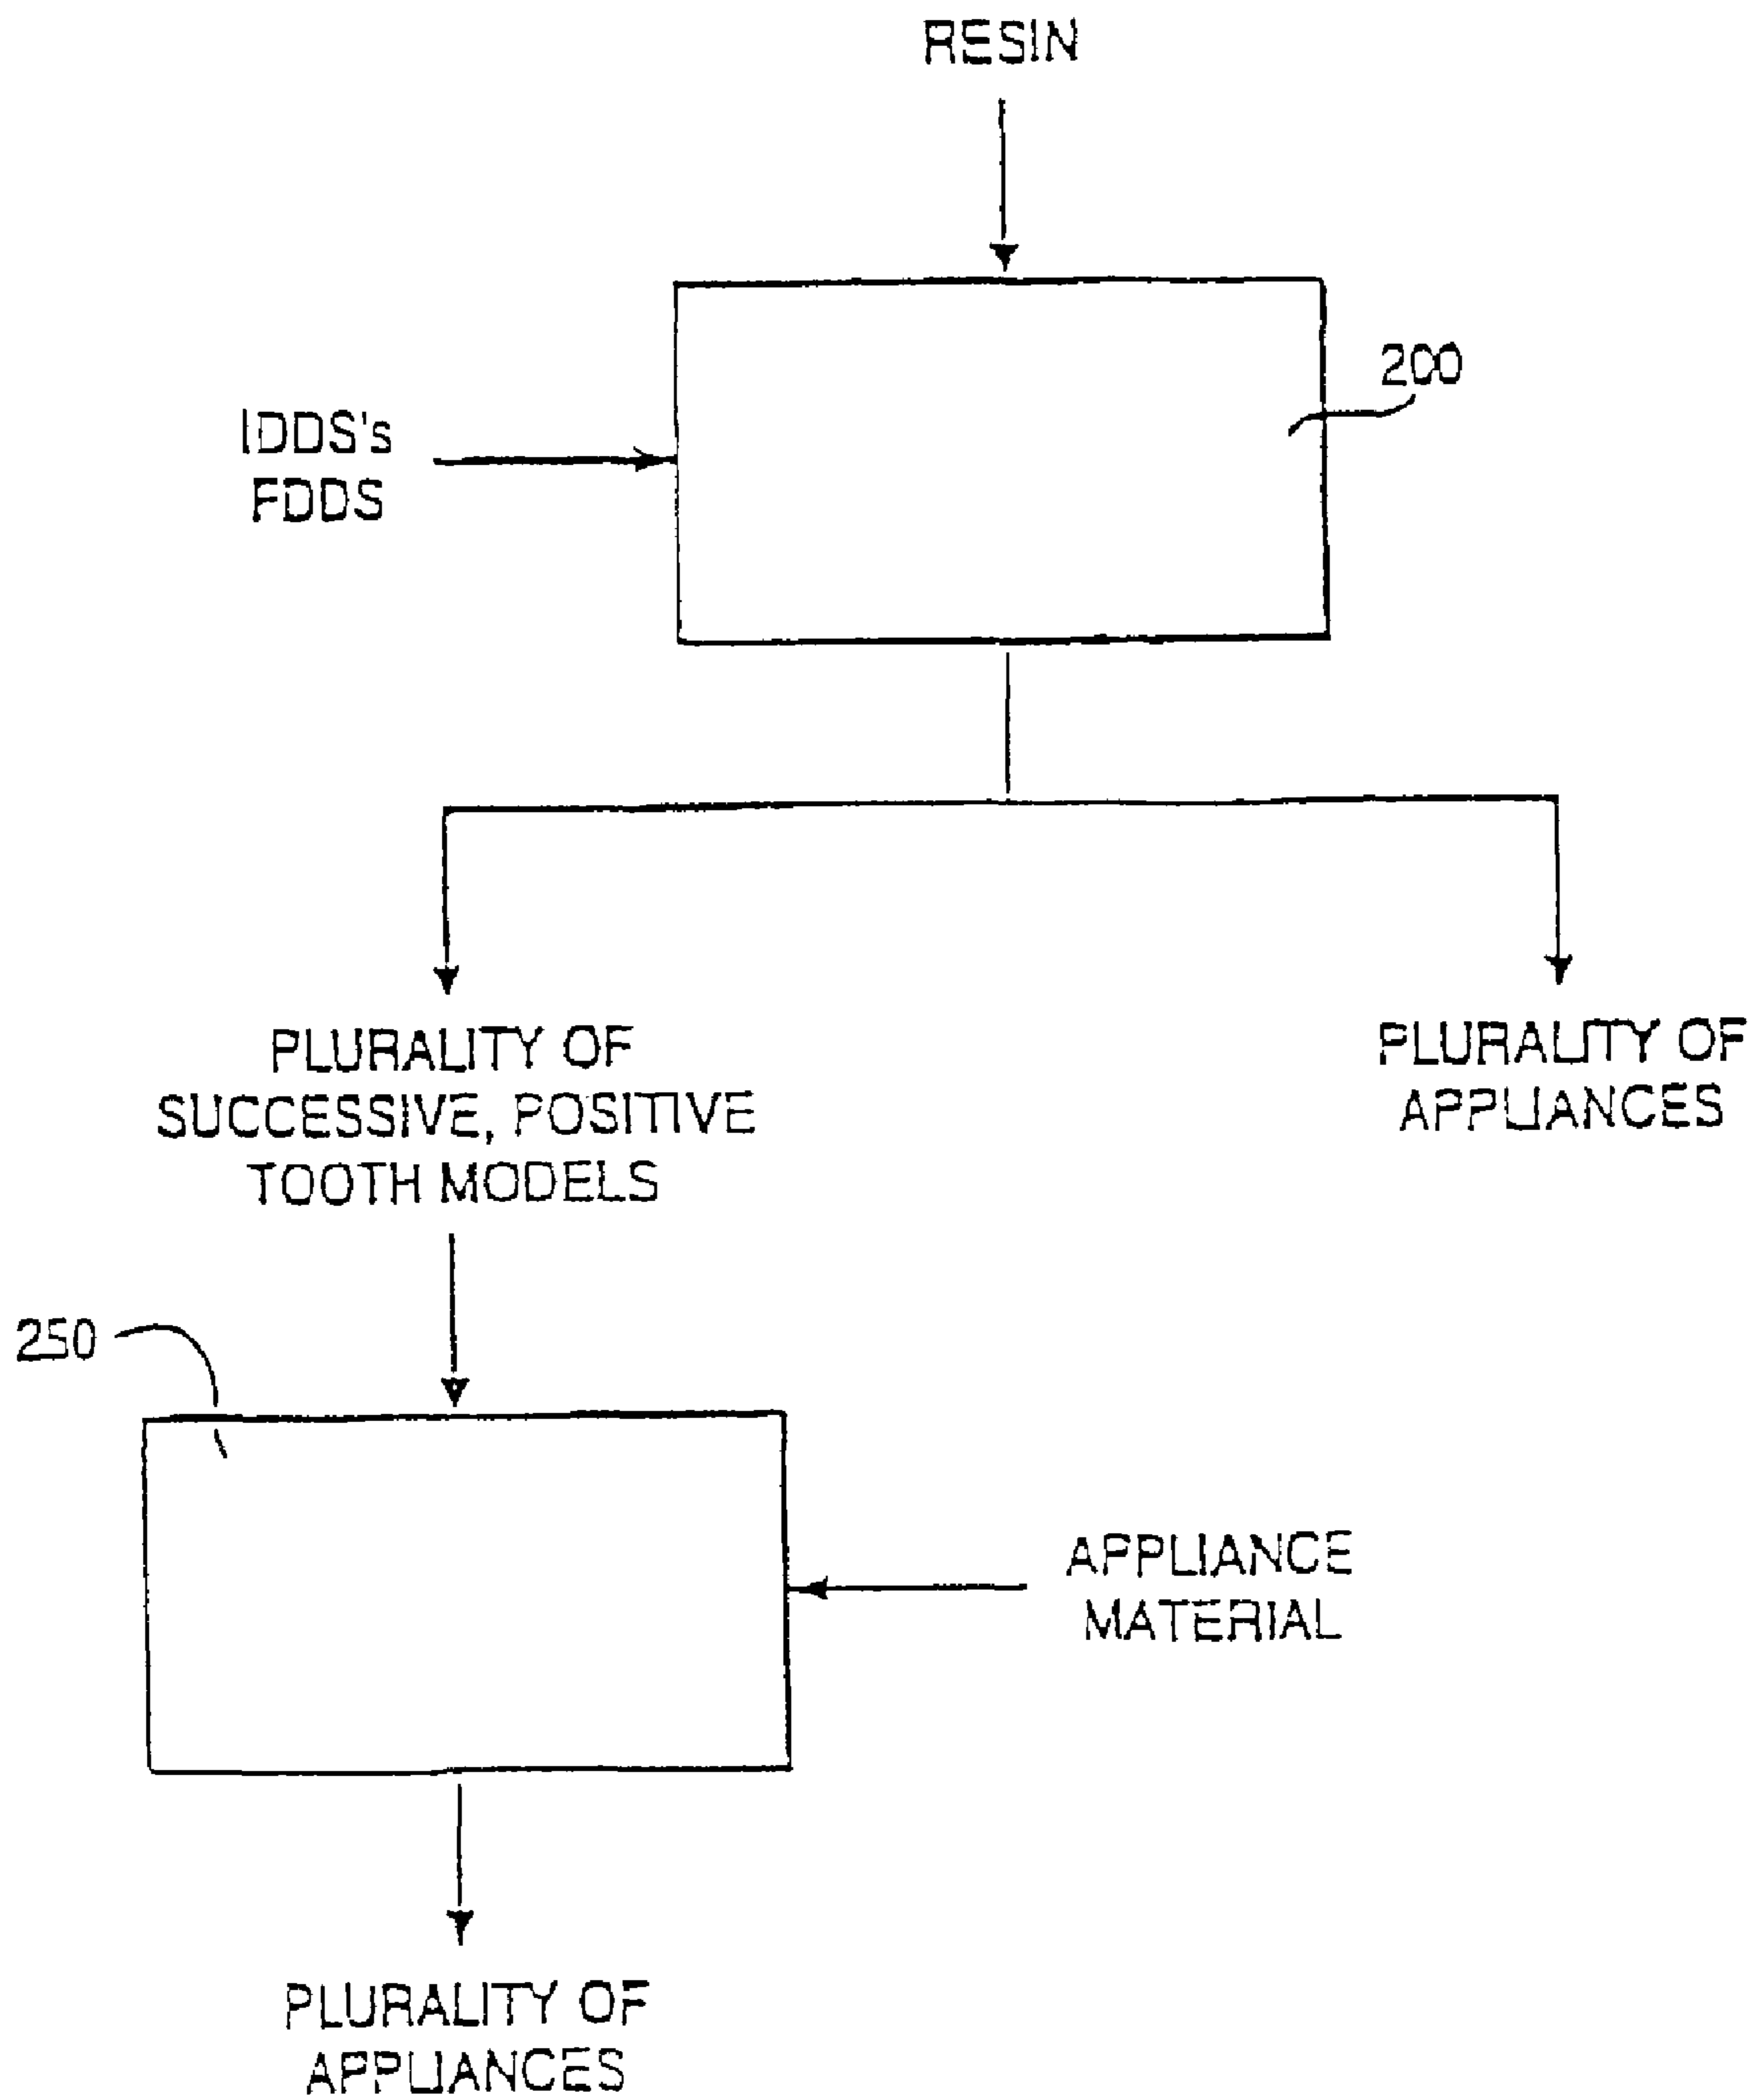 RESIN
200
IDDS's
FDDS
PLURALITY OF
SUCCESSIVE, POSITIVE
TOOTH MODELS
PLURALITY OF
APPLIANCES
250
APPLIANCE
MATERIAL
PLURALITY OF
APPLIANCES